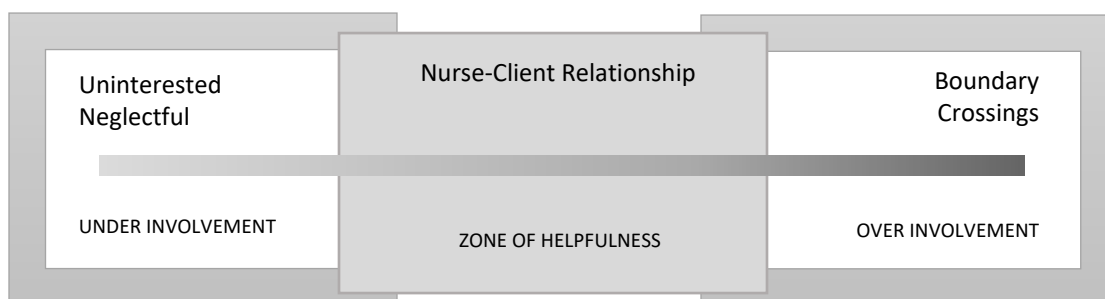 Uninterested
Neglectful
UNDER INVOLVEMENT
Nurse-Client Relationship
ZONE OF HELPFULNESS
Boundary
Crossings
OVER INVOLVEMENT